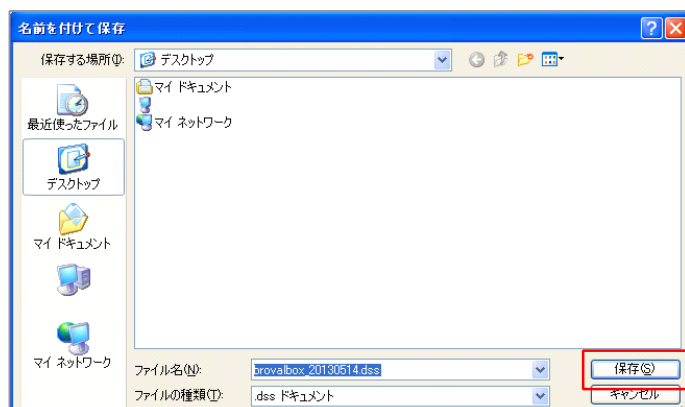 名前を付けて保存
保存する場所(I):
デスクトップ
マイ ドキュメント
マイ ネットワーク
最近使ったファイル
デスクトップ
マイ ドキュメント
マイ ネットワーク
ファイル名(N):
provalbox_20130514.dss
保存(S)
ファイルの種類(T):
.dss ドキュメント
キャンセル